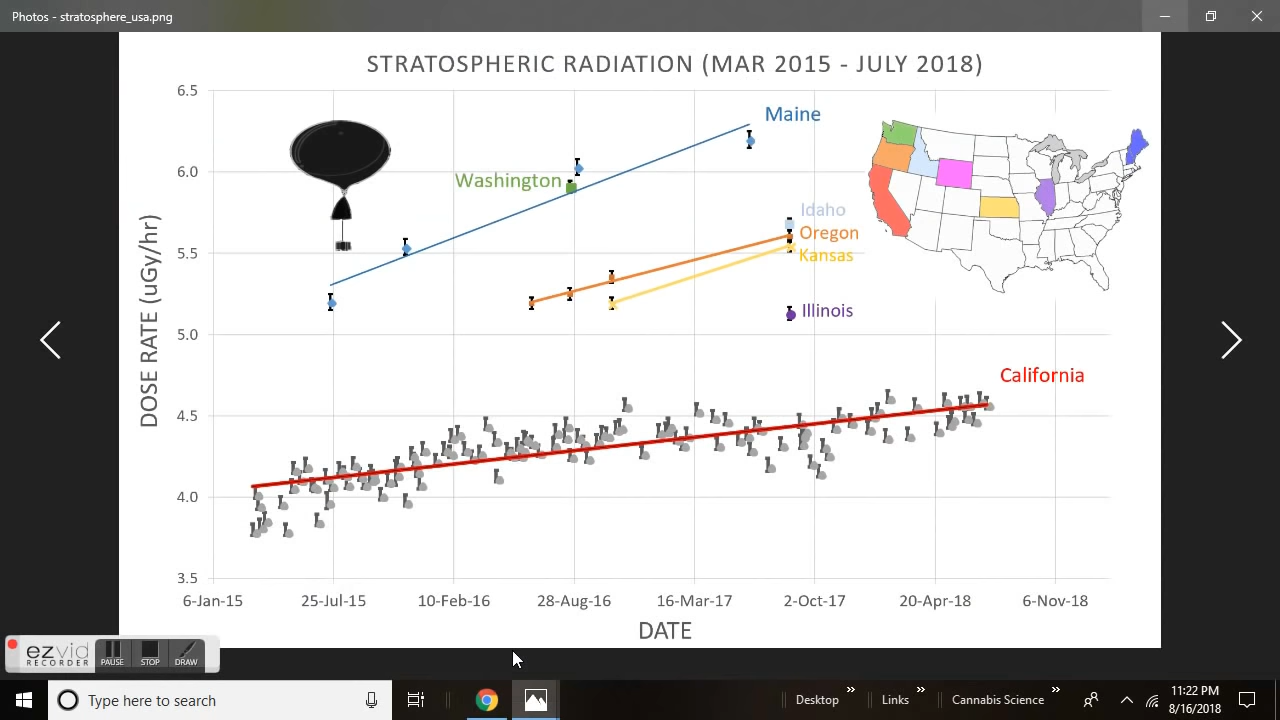 Photos - stratosphere_usa.png
STRATOSPHERIC RADIATION (MAR 2015 - JULY 2018)
6.5
6.0
5.5
5.0
4.5
4.0
3.5
DOSE RATE (uGy/hr)
Maine
Washington
Idaho
Oregon
Kansas
Illinois
California
6-Jan-15
25-Jul-15
10-Feb-16
28-Aug-16
16-Mar-17
2-Oct-17
20-Apr-18
6-Nov-18
DATE
ezvid
RECORDER
PAUSE
STOP
DRAW
Type here to search
Desktop
Links
Cannabis Science
11:22 PM
8/16/2018